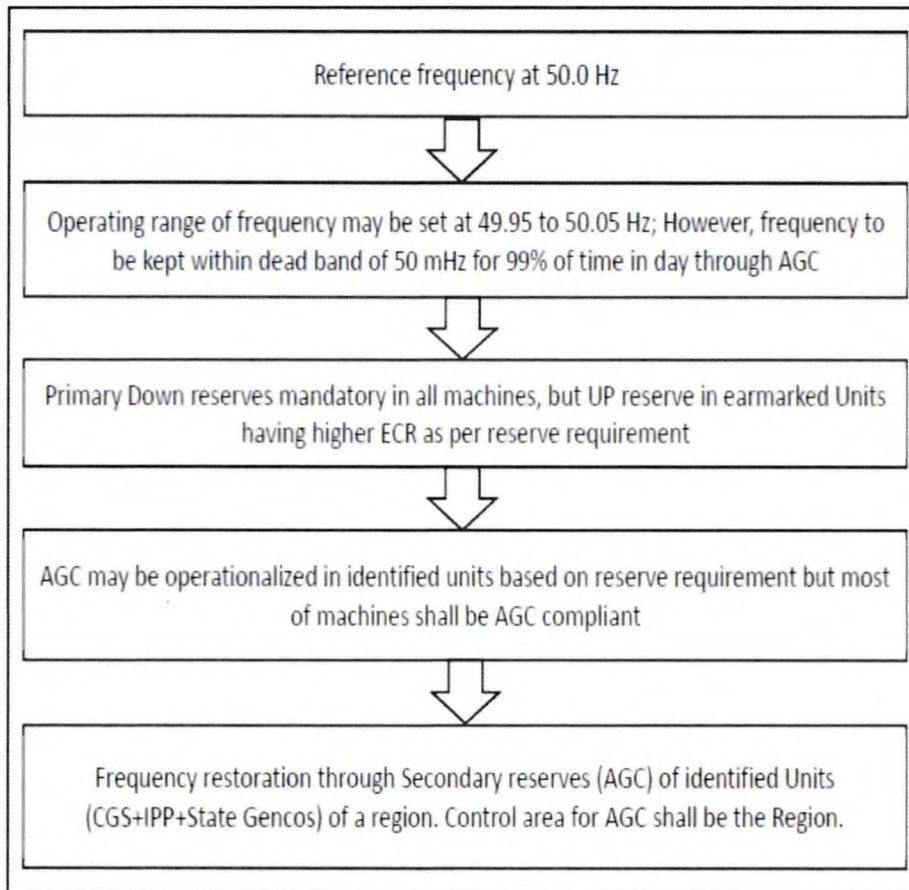 Reference frequency at 50.0 Hz
Operating range of frequency may be set at 49.95 to 50.05 Hz; However, frequency to
be kept within dead band of 50 mHz for 99% of time in day through AGC
Primary Down reserves mandatory in all machines, but UP reserve in earmarked Units
having higher ECR as per reserve requirement
AGC may be operationalized in identified units based on reserve requirement but most
of machines shall be AGC compliant
Frequency restoration through Secondary reserves (AGC) of identified Units
(CGS+IPP+State Gencos) of a region. Control area for AGC shall be the Region.